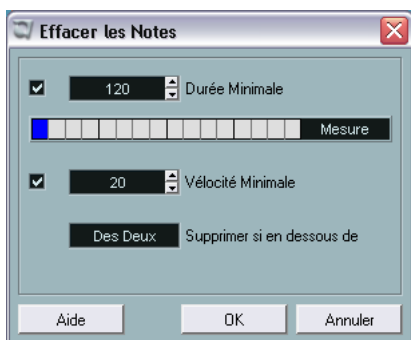 Effacer les Notes
120 Durée Minimale
Mesure
20 Vélocité Minimale
Des Deux Supprimer si en dessous de
Aide OK Annuler